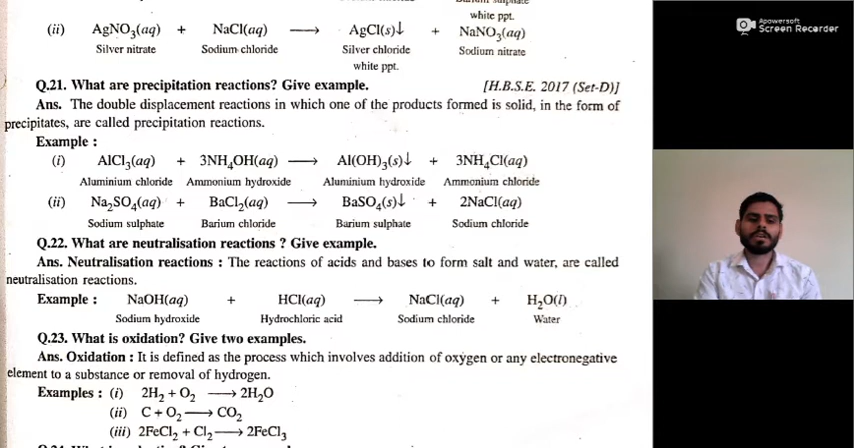 white ppt.
(ii) AgNO₃(aq) + NaCl(aq) ⟶ AgCl(s)↓ + NaNO₃(aq)
Silver nitrate Sodium chloride Silver chloride Sodium nitrate
white ppt.
Q.21. What are precipitation reactions? Give example. [H.B.S.E. 2017 (Set-D)]
Ans. The double displacement reactions in which one of the products formed is solid, in the form of
precipitates, are called precipitation reactions.
Example :
(i) AlCl₃(aq) + 3NH₄OH(aq) ⟶ Al(OH)₃(s)↓ + 3NH₄Cl(aq)
Aluminium chloride Ammonium hydroxide Aluminium hydroxide Ammonium chloride
(ii) Na₂SO₄(aq) + BaCl₂(aq) ⟶ BaSO₄(s)↓ + 2NaCl(aq)
Sodium sulphate Barium chloride Barium sulphate Sodium chloride
Q.22. What are neutralisation reactions ? Give example.
Ans. Neutralisation reactions : The reactions of acids and bases to form salt and water, are called
neutralisation reactions.
Example : NaOH(aq) + HCl(aq) ⟶ NaCl(aq) + H₂O(l)
Sodium hydroxide Hydrochloric acid Sodium chloride Water
Q.23. What is oxidation? Give two examples.
Ans. Oxidation : It is defined as the process which involves addition of oxygen or any electronegative
element to a substance or removal of hydrogen.
Examples : (i) 2H₂ + O₂ ⟶ 2H₂O
(ii) C + O₂ ⟶ CO₂
(iii) 2FeCl₂ + Cl₂ ⟶ 2FeCl₃
Apowersoft
Screen Recorder